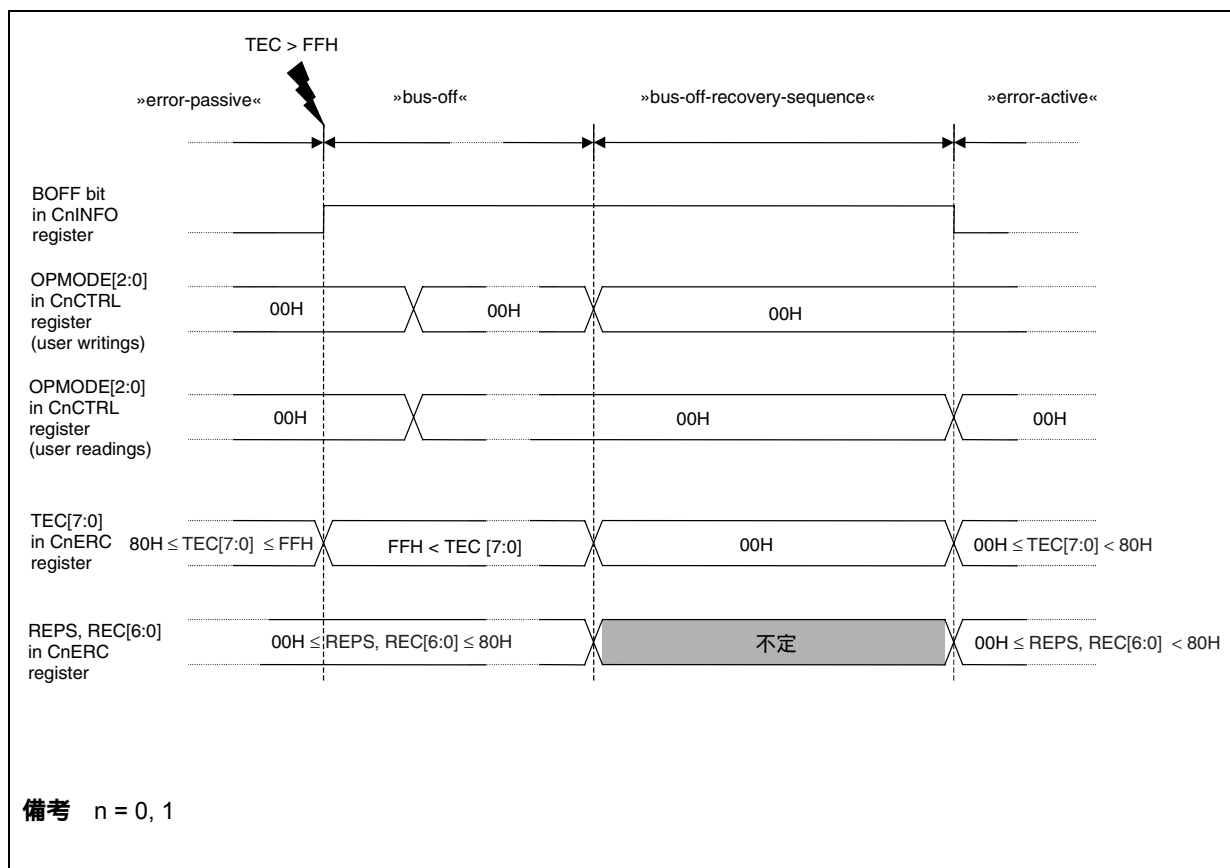 TEC > FFH
»error-passive« »bus-off« »bus-off-recovery-sequence« »error-active«
BOFF bit
in CnINFO
register
OPMODE[2:0]
in CnCTRL
register
(user writings)
00H 00H 00H
OPMODE[2:0]
in CnCTRL
register
(user readings)
00H 00H 00H
TEC[7:0]
in CnERC
register
80H ≤ TEC[7:0] ≤ FFH FFH < TEC [7:0] 00H 00H ≤ TEC[7:0] < 80H
REPS, REC[6:0]
in CnERC
register
00H ≤ REPS, REC[6:0] ≤ 80H 不定 00H ≤ REPS, REC[6:0] < 80H
備考 n = 0, 1